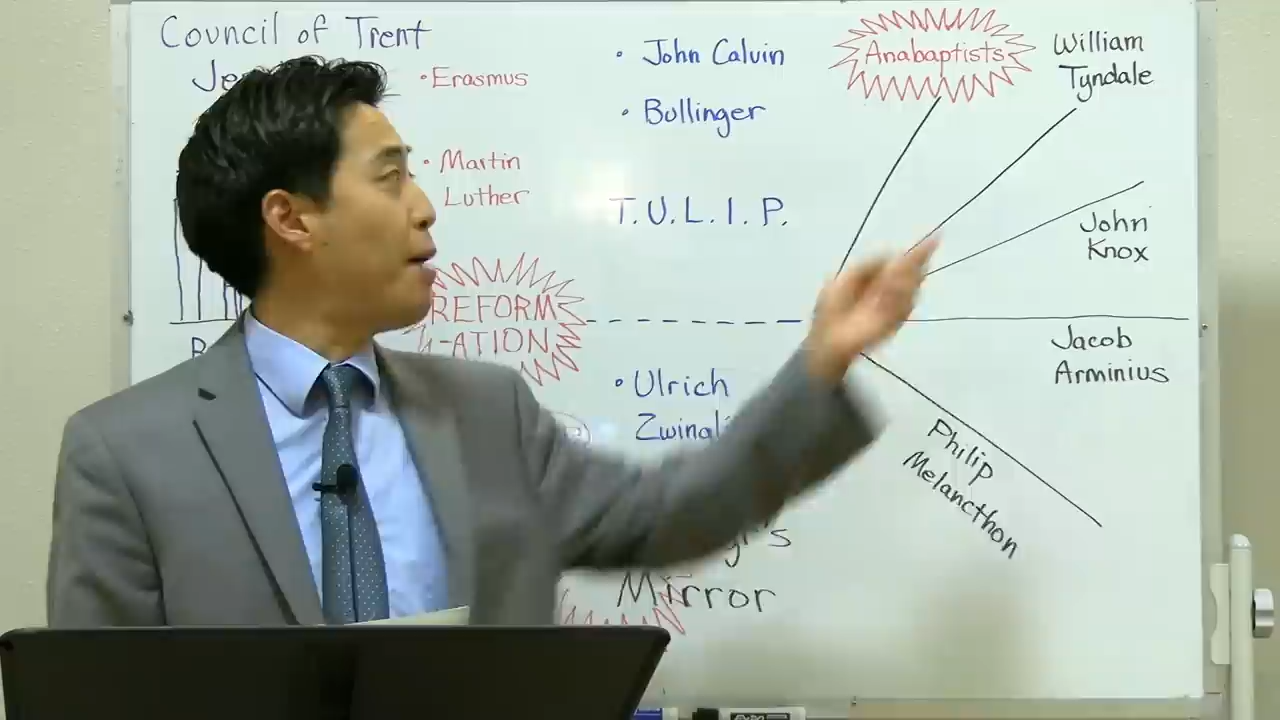 Council of Trent
• Erasmus
• Martin
Luther
REFORM
-ATION
• John Calvin
• Bullinger
T.U.L.I.P.
• Ulrich
Mirror
Anabaptists
William
Tyndale
John
Knox
Jacob
Arminius
Philip
Melancthon